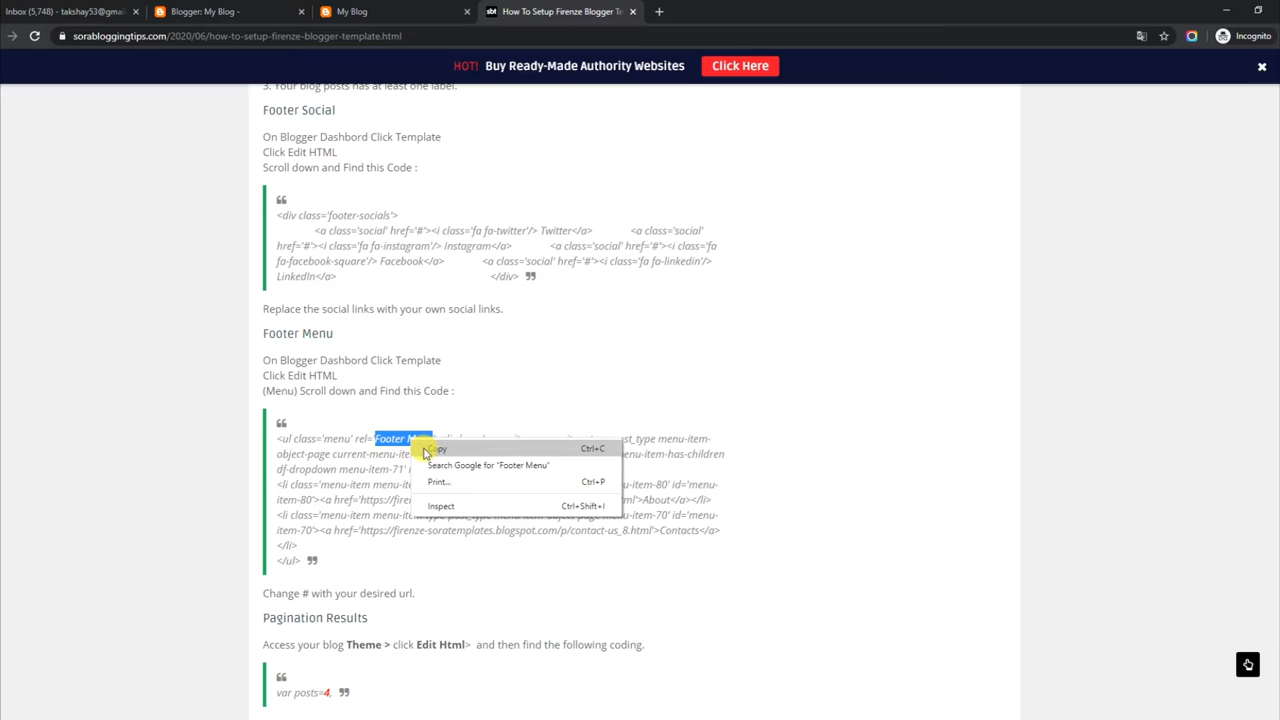 Inbox (5,748) - takshay53@gmail
Blogger: My Blog -
My Blog
sbt How To Setup Firenze Blogger Te
sorabloggingtips.com/2020/06/how-to-setup-firenze-blogger-template.html
Incognito
HOT! Buy Ready-Made Authority Websites Click Here
3. Your blog posts has at least one label.
Footer Social
On Blogger Dashbord Click Template
Click Edit HTML
Scroll down and Find this Code :
<div class='footer-socials'>
<a class='social' href='#'><i class='fa fa-twitter'/> Twitter</a> <a class='social'
href='#'><i class='fa fa-instagram'/> Instagram</a> <a class='social' href='#'><i class='fa
fa-facebook-square'/> Facebook</a> <a class='social' href='#'><i class='fa fa-linkedin'/>
LinkedIn</a> </div>
Replace the social links with your own social links.
Footer Menu
On Blogger Dashbord Click Template
Click Edit HTML
(Menu) Scroll down and Find this Code :
<ul class='menu' rel='Footer M st_type menu-item-
object-page current-menu-ite enu-item-has-children
df-dropdown menu-item-71'
<li class='menu-item menu-i menu-item-80' id='menu-
item-80'><a href='https://fire html'>About</a></li>
<li class='menu-item menu-item-type-post_type menu-item-object-page menu-item-70' id='menu-
item-70'><a href='https://firenze-soratemplates.blogspot.com/p/contact-us_8.html'>Contacts</a>
</li>
</ul>
Copy Ctrl+C
Search Google for "Footer Menu"
Print... Ctrl+P
Inspect Ctrl+Shift+I
Change # with your desired url.
Pagination Results
Access your blog Theme > click Edit Html> and then find the following coding.
var posts=4,